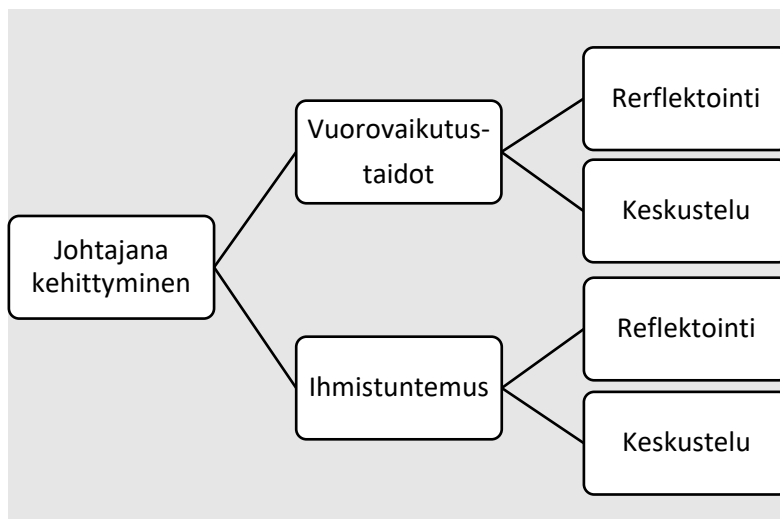 Johtajana
kehittyminen
Vuorovaikutus-
taidot
Rerflektointi
Keskustelu
Ihmistuntemus
Reflektointi
Keskustelu